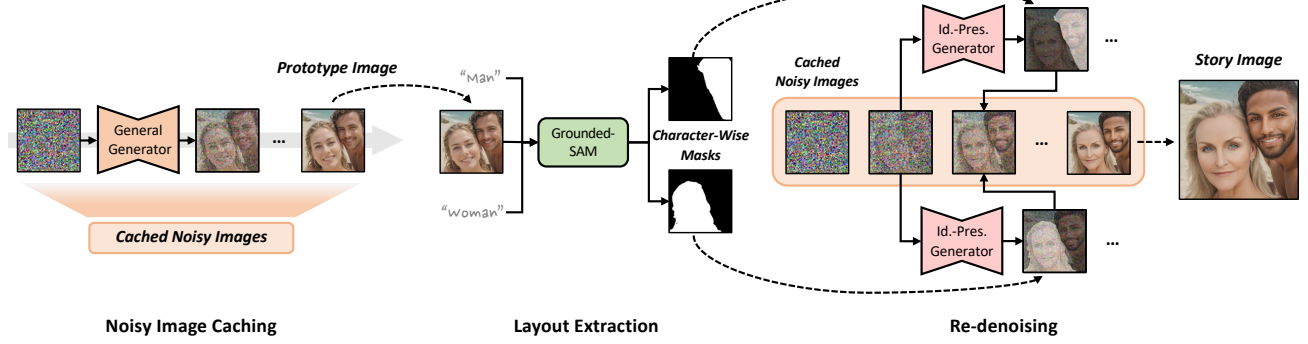 General
Generator
...
Prototype Image
Cached Noisy Images
Noisy Image Caching
"Man"
"Woman"
Grounded-
SAM
Character-Wise
Masks
Layout Extraction
Cached
Noisy Images
Id.-Pres.
Generator
...
...
Id.-Pres.
Generator
...
Re-denoising
Story Image